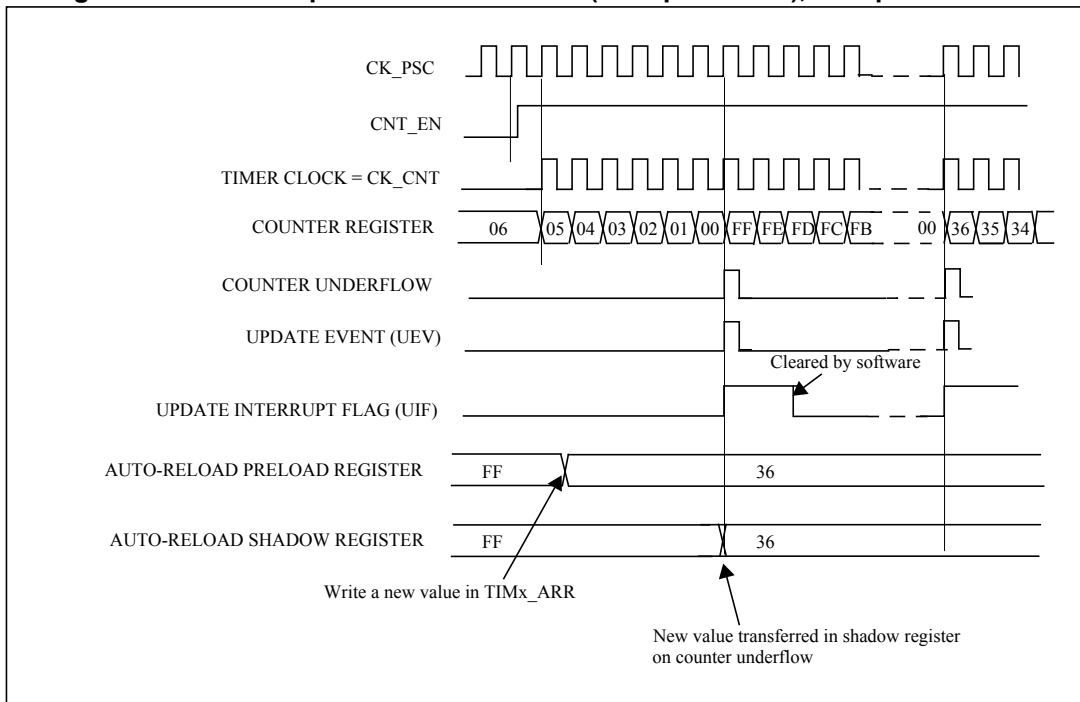 CK_PSC
CNT_EN
TIMER CLOCK = CK_CNT
COUNTER REGISTER 06 05 04 03 02 01 00 FF FE FD FC FB 00 36 35 34
COUNTER UNDERFLOW
UPDATE EVENT (UEV)
Cleared by software
UPDATE INTERRUPT FLAG (UIF)
AUTO-RELOAD PRELOAD REGISTER FF 36
AUTO-RELOAD SHADOW REGISTER FF 36
Write a new value in TIMx_ARR
New value transferred in shadow register
on counter underflow